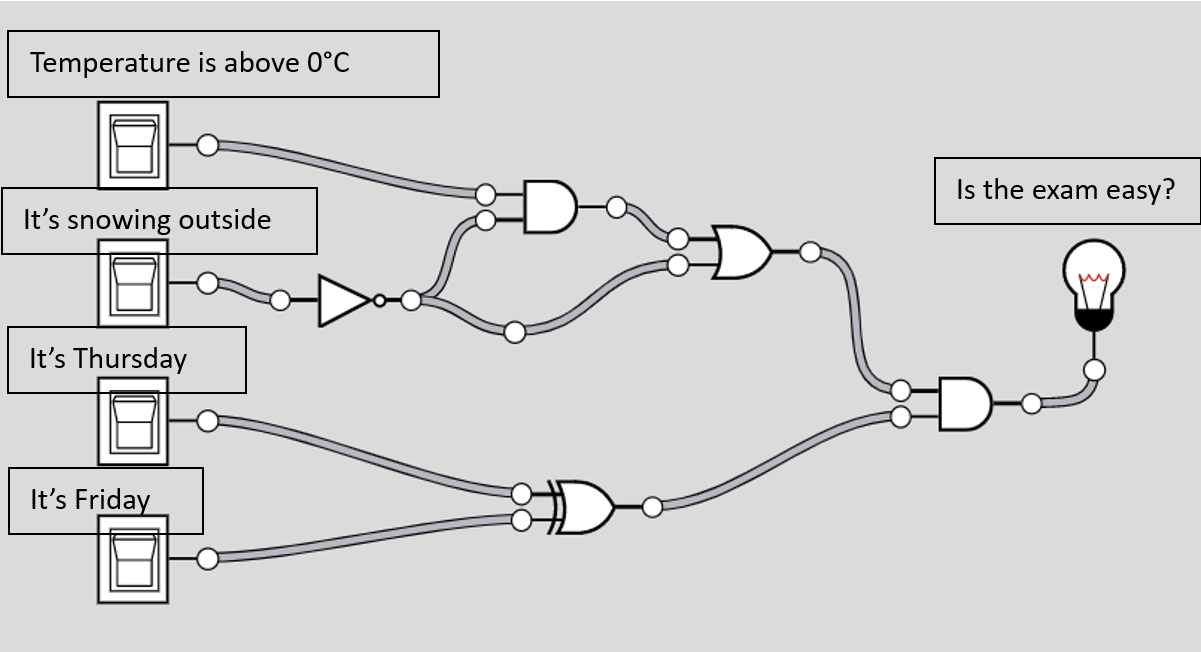 Temperature is above 0°C
It’s snowing outside
It’s Thursday
It’s Friday
Is the exam easy?